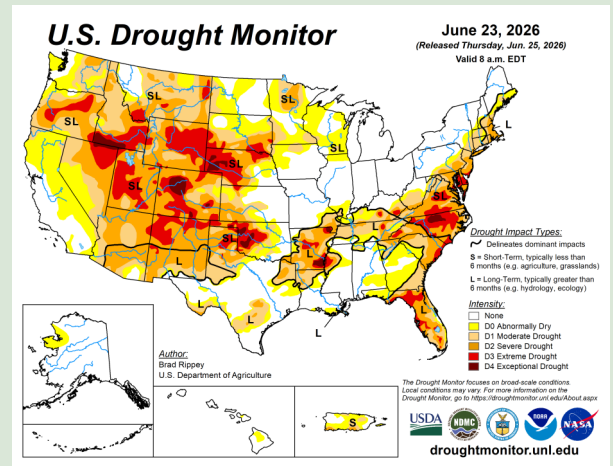 U.S. Drought Monitor
June 23, 2026
(Released Thursday, Jun. 25, 2026)
Valid 8 a.m. EDT
SL
SL
SL
L
SL
SL
SL
SL
SL
L
L
L
L
L
L
L
Drought Impact Types:
Delineates dominant impacts
S = Short-Term, typically less than
6 months (e.g. agriculture, grasslands)
L = Long-Term, typically greater than
6 months (e.g. hydrology, ecology)
Intensity:
None
D0 Abnormally Dry
D1 Moderate Drought
D2 Severe Drought
D3 Extreme Drought
D4 Exceptional Drought
Author:
Brad Rippey
U.S. Department of Agriculture
S
The Drought Monitor focuses on broad-scale conditions.
Local conditions may vary. For more information on the
Drought Monitor, go to https://droughtmonitor.unl.edu/About.aspx
USDA
NDMC
NOAA
NASA
droughtmonitor.unl.edu